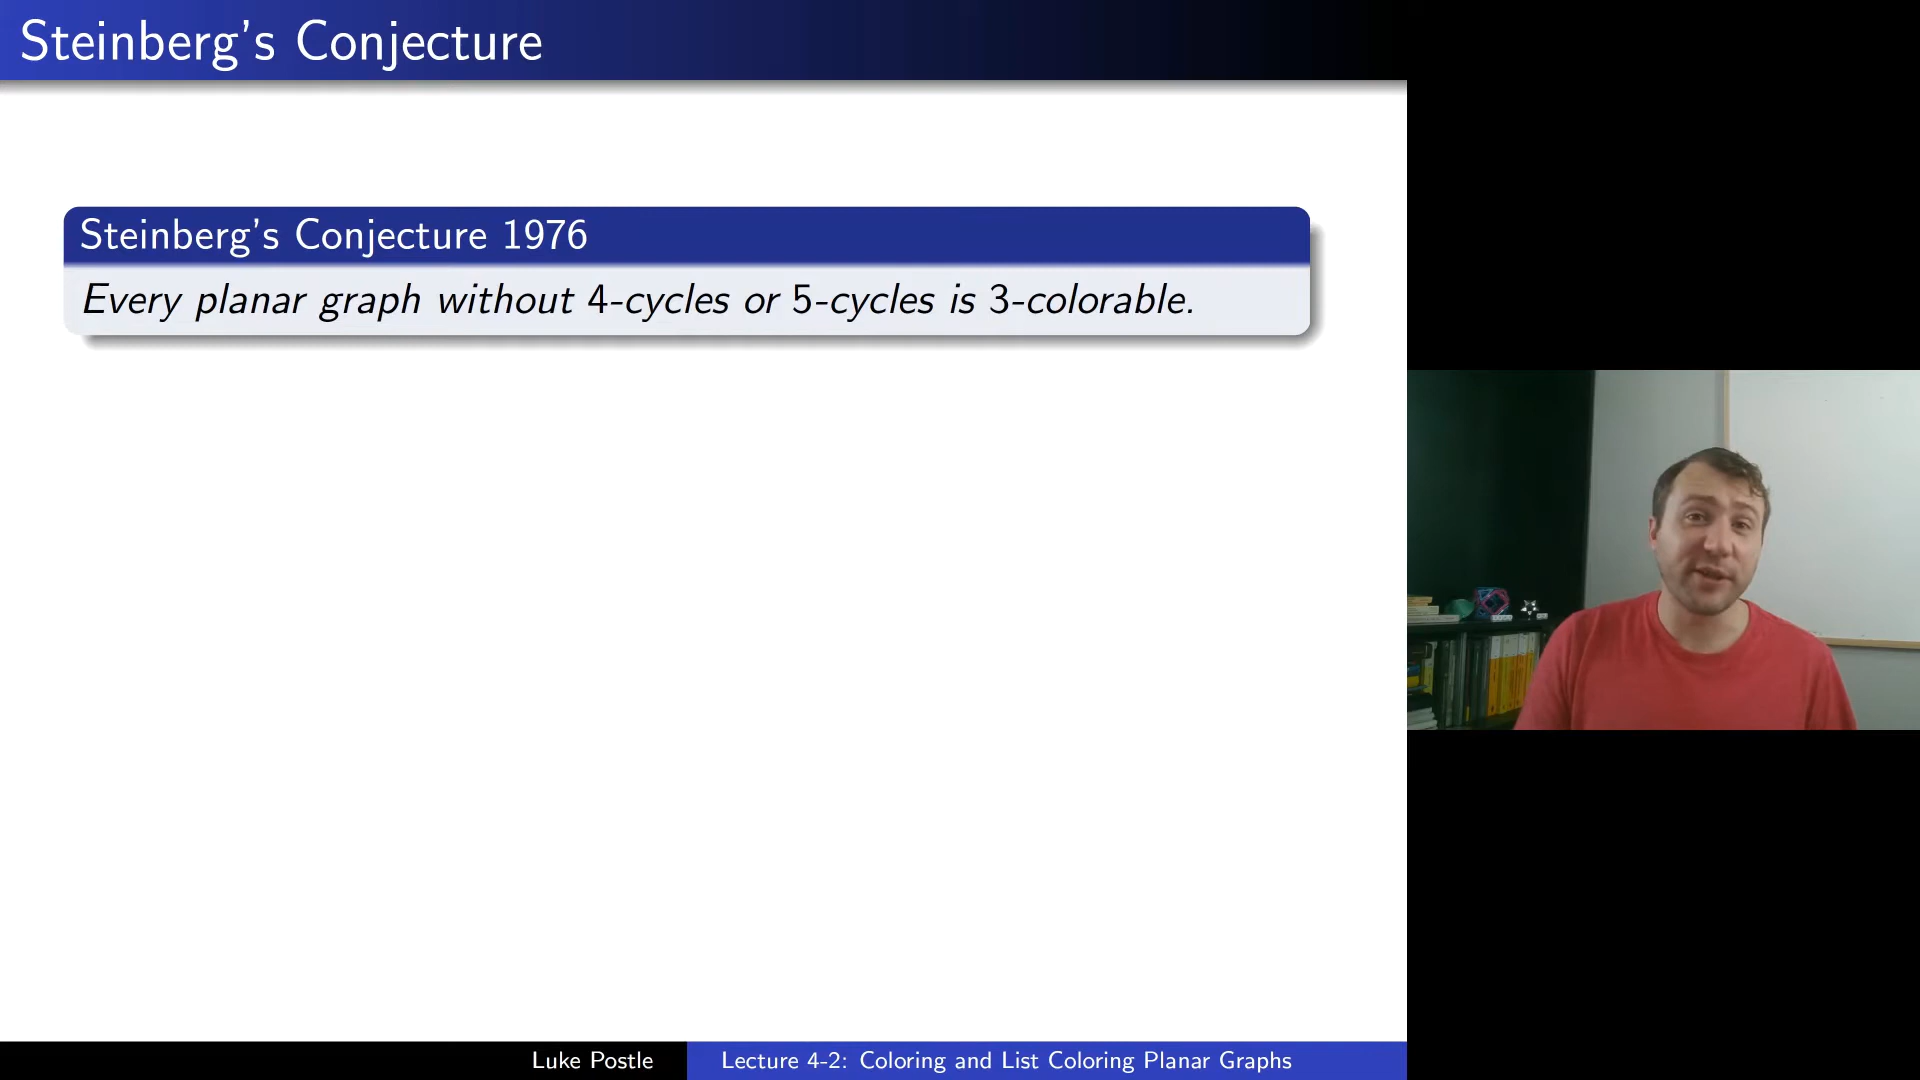 Steinberg's Conjecture
Steinberg's Conjecture 1976
Every planar graph without 4-cycles or 5-cycles is 3-colorable.
Luke Postle
Lecture 4-2: Coloring and List Coloring Planar Graphs